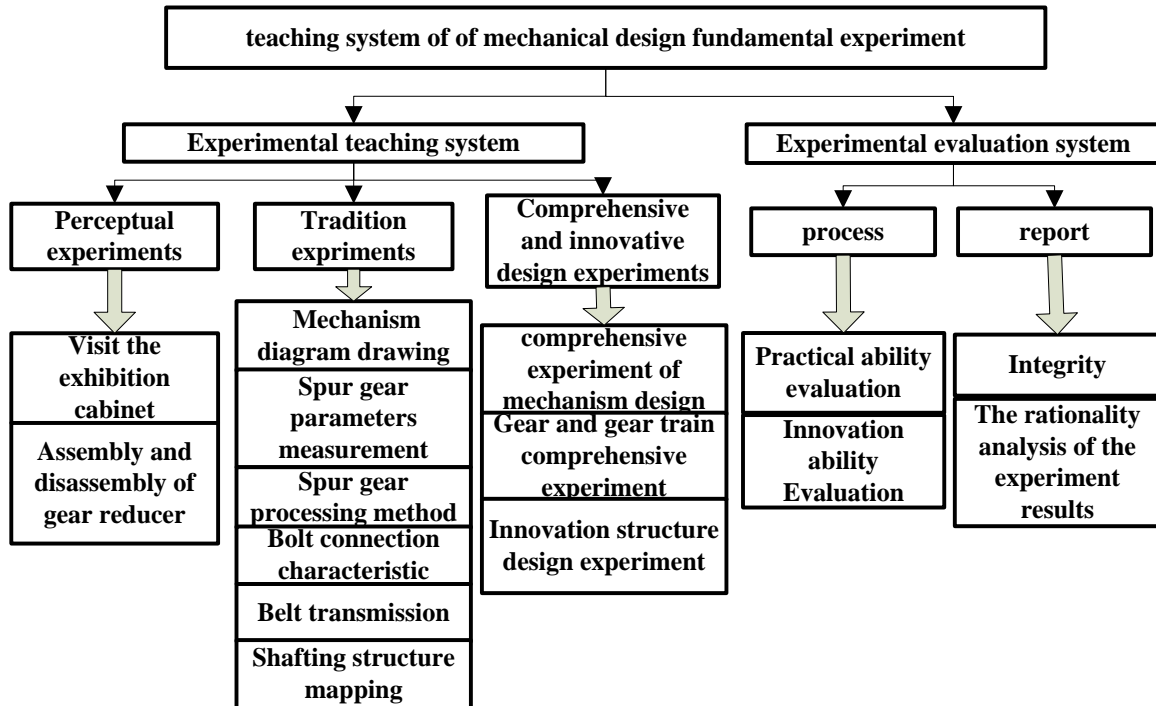 teaching system of of mechanical design fundamental experiment
Experimental teaching system
Experimental evaluation system
Perceptual
experiments
Tradition
expriments
Comprehensive
and innovative
design experiments
process
report
Visit the
exhibition
cabinet
Assembly and
disassembly of
gear reducer
Mechanism
diagram drawing
Spur gear
parameters
measurement
Spur gear
processing method
Bolt connection
characteristic
Belt transmission
Shafting structure
mapping
comprehensive
experiment of
mechanism design
Gear and gear train
comprehensive
experiment
Innovation structure
design experiment
Practical ability
evaluation
Innovation
ability
Evaluation
Integrity
The rationality
analysis of the
experiment
results